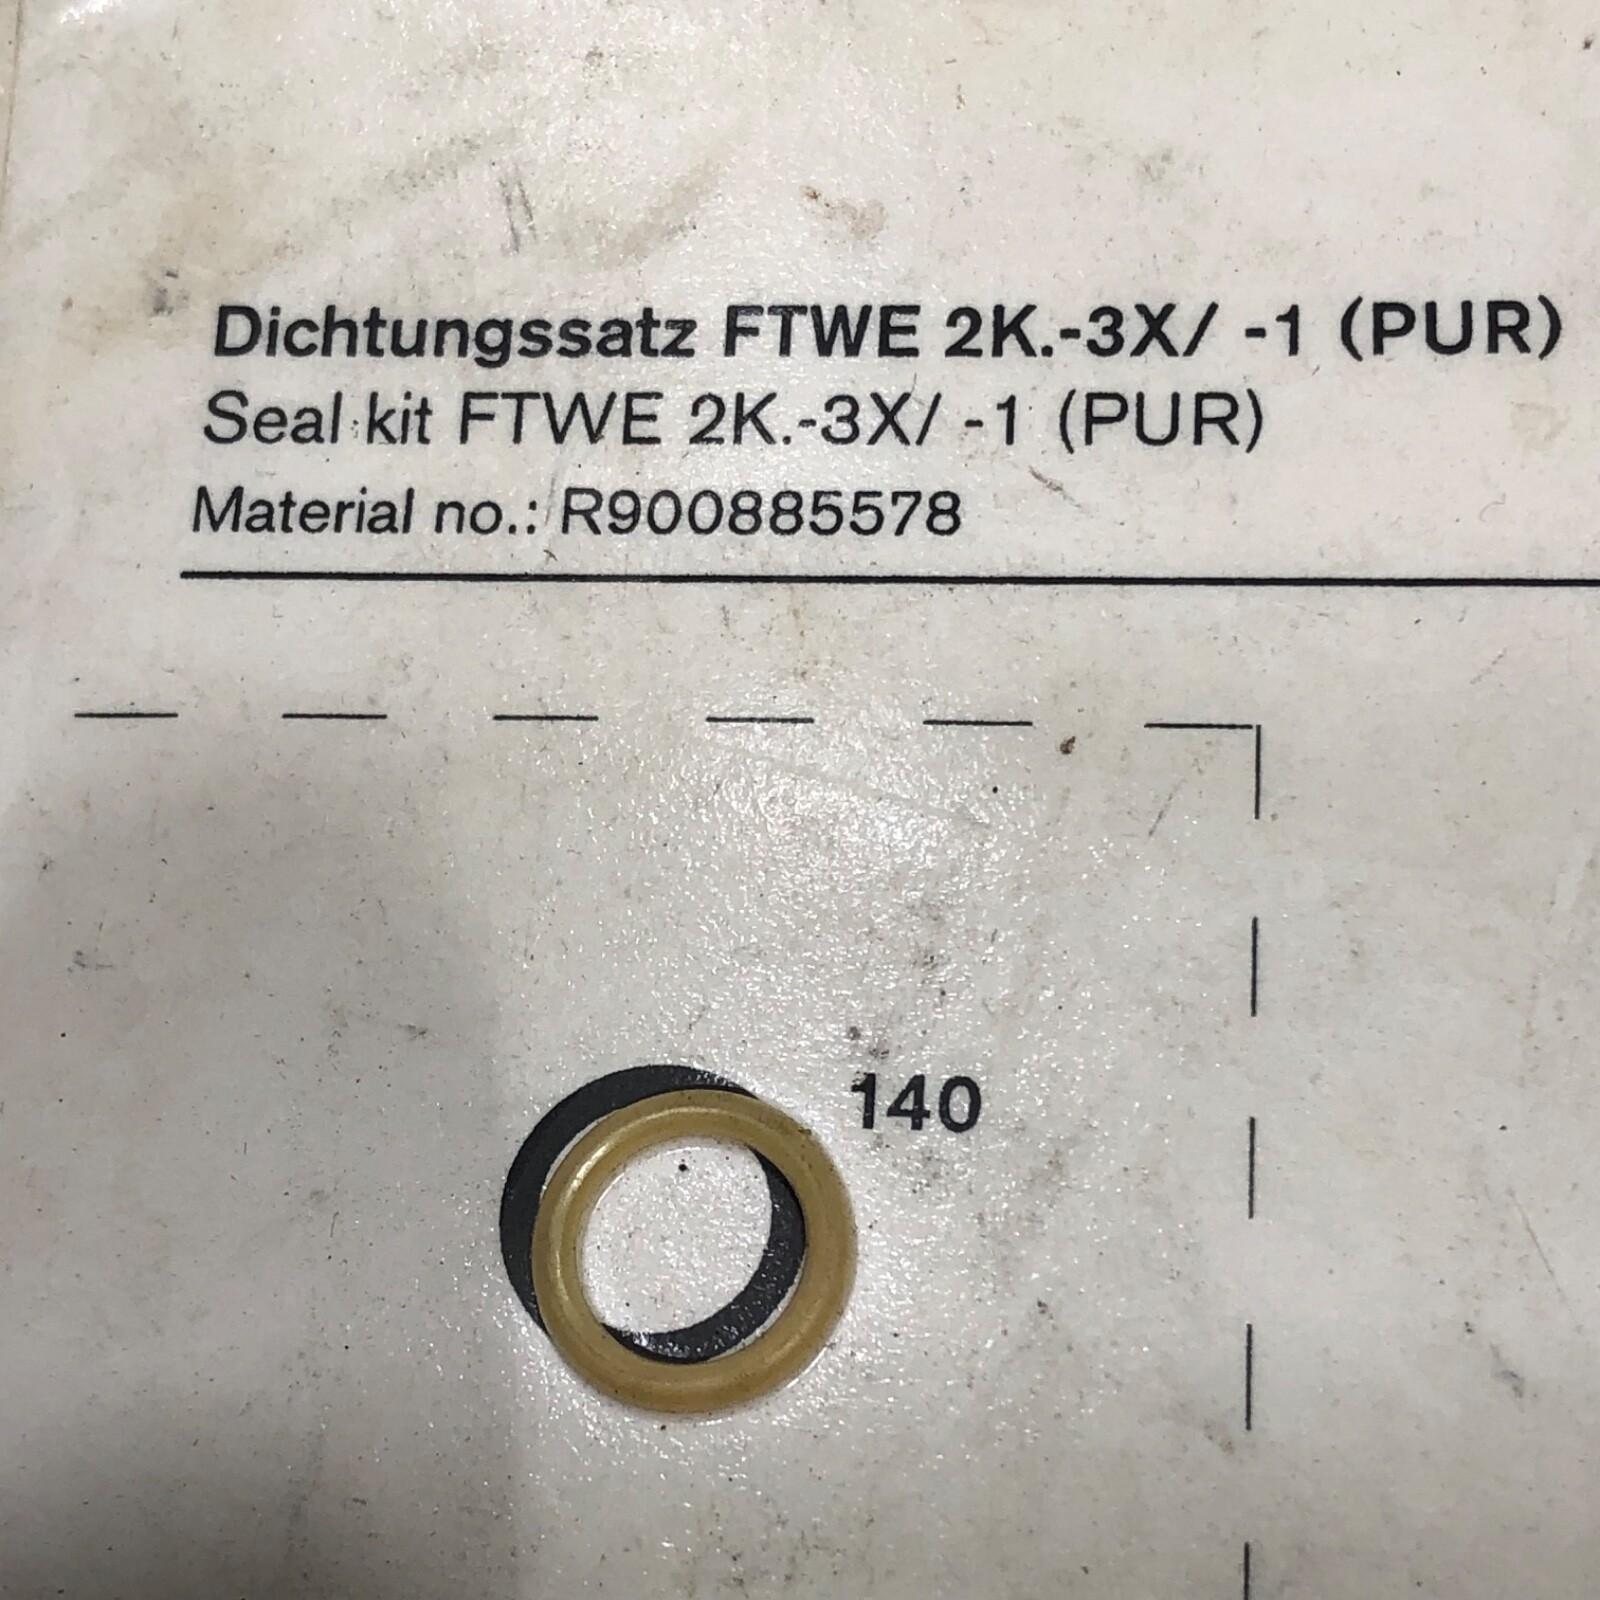 Dichtungssatz FTWE 2K.-3X/ -1 (PUR)
Seal kit FTWE 2K.-3X/ -1 (PUR)
Material no.: R900885578
140